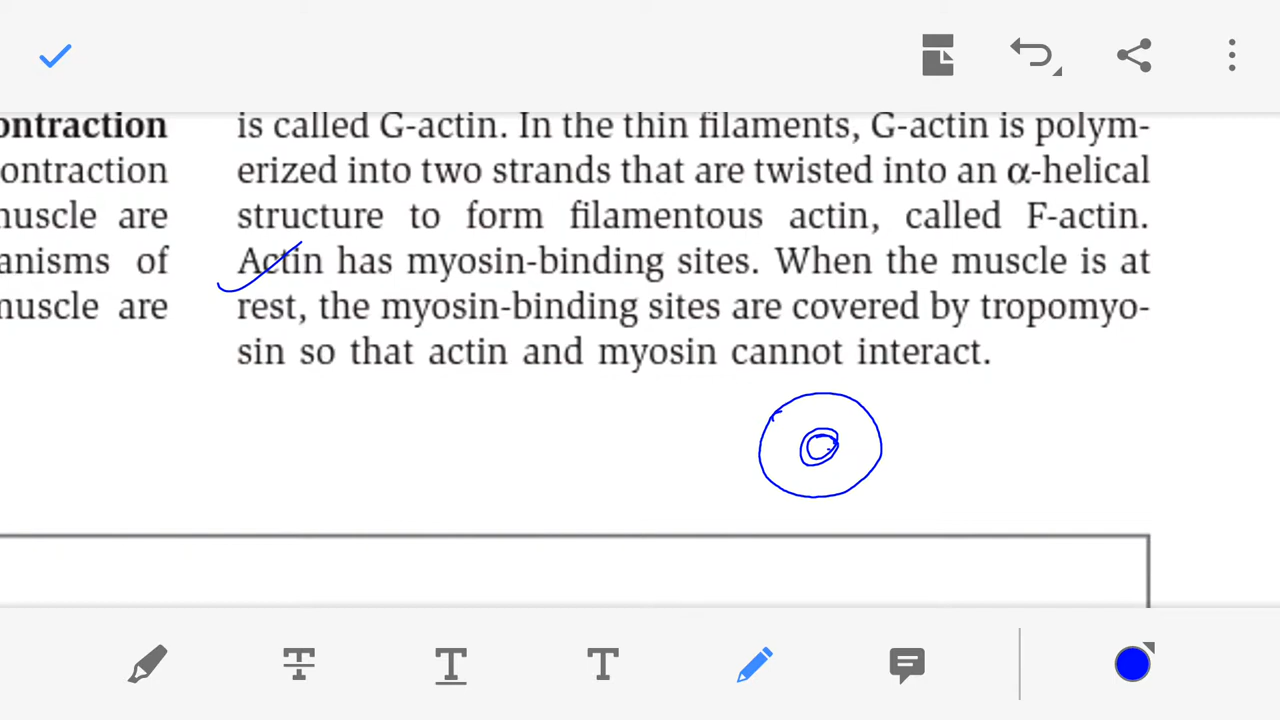 ontraction
ontraction
nuscle are
anisms of
nuscle are
is called G-actin. In the thin filaments, G-actin is polym-
erized into two strands that are twisted into an α-helical
structure to form filamentous actin, called F-actin.
Actin has myosin-binding sites. When the muscle is at
rest, the myosin-binding sites are covered by tropomyo-
sin so that actin and myosin cannot interact.